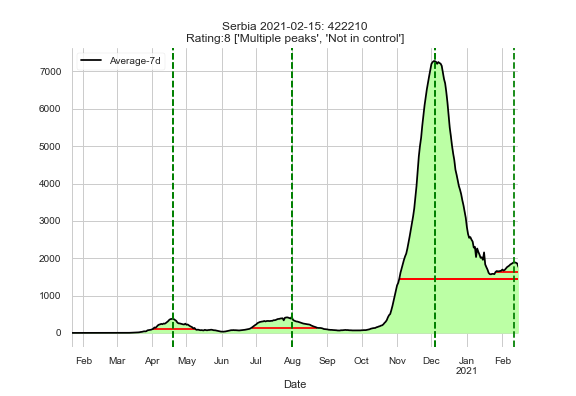 Serbia 2021-02-15: 422210
Rating:8 ['Multiple peaks', 'Not in control']
Average-7d
7000
6000
5000
4000
3000
2000
1000
0
Feb Mar Apr May Jun Jul Aug Sep Oct Nov Dec Jan Feb
2021
Date